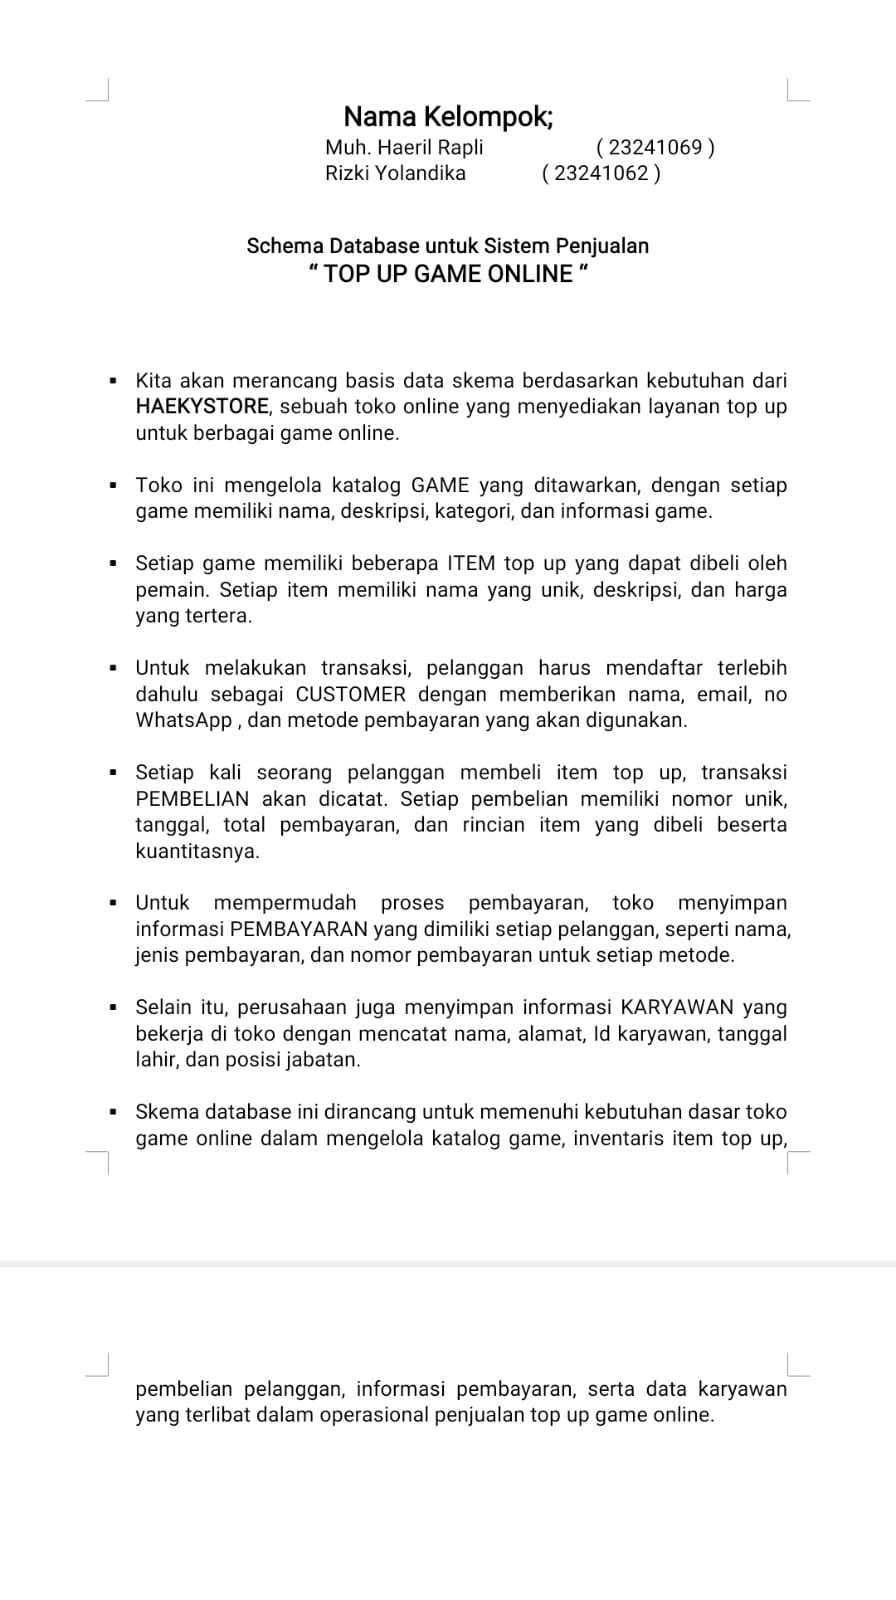 Nama Kelompok;
Muh. Haeril Rapli ( 23241069 )
Rizki Yolandika ( 23241062 )
Schema Database untuk Sistem Penjualan
“ TOP UP GAME ONLINE “
▪ Kita akan merancang basis data skema berdasarkan kebutuhan dari
HAEKYSTORE, sebuah toko online yang menyediakan layanan top up
untuk berbagai game online.
▪ Toko ini mengelola katalog GAME yang ditawarkan, dengan setiap
game memiliki nama, deskripsi, kategori, dan informasi game.
▪ Setiap game memiliki beberapa ITEM top up yang dapat dibeli oleh
pemain. Setiap item memiliki nama yang unik, deskripsi, dan harga
yang tertera.
▪ Untuk melakukan transaksi, pelanggan harus mendaftar terlebih
dahulu sebagai CUSTOMER dengan memberikan nama, email, no
WhatsApp , dan metode pembayaran yang akan digunakan.
▪ Setiap kali seorang pelanggan membeli item top up, transaksi
PEMBELIAN akan dicatat. Setiap pembelian memiliki nomor unik,
tanggal, total pembayaran, dan rincian item yang dibeli beserta
kuantitasnya.
▪ Untuk mempermudah proses pembayaran, toko menyimpan
informasi PEMBAYARAN yang dimiliki setiap pelanggan, seperti nama,
jenis pembayaran, dan nomor pembayaran untuk setiap metode.
▪ Selain itu, perusahaan juga menyimpan informasi KARYAWAN yang
bekerja di toko dengan mencatat nama, alamat, Id karyawan, tanggal
lahir, dan posisi jabatan.
▪ Skema database ini dirancang untuk memenuhi kebutuhan dasar toko
game online dalam mengelola katalog game, inventaris item top up,
pembelian pelanggan, informasi pembayaran, serta data karyawan
yang terlibat dalam operasional penjualan top up game online.